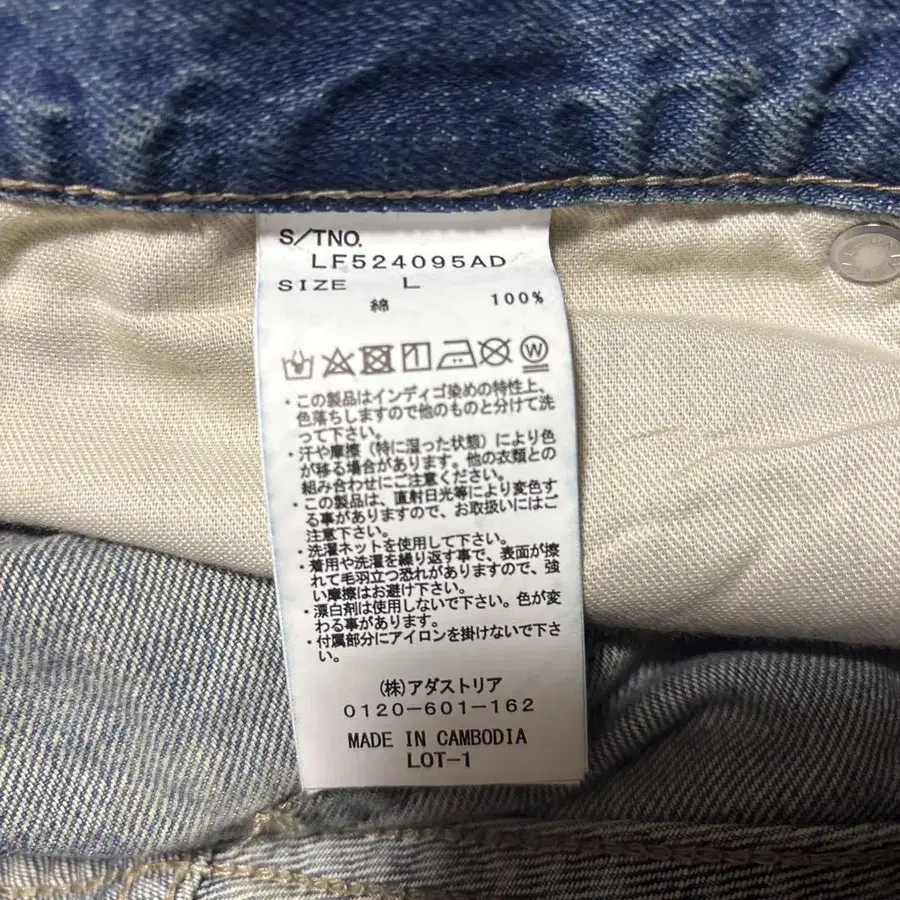 S/TNO.
LF524095AD
SIZE L
綿 100%
W
・この製品はインディゴ染めの特性上、
色落ちしますので他のものと分けて洗
って下さい。
・汗や摩擦（特に湿った状態）により色
が移る場合があります。他の衣類との
組み合わせにご注意ください。
・この製品は、直射日光等により変色す
る事がありますので、お取扱いにはご
注意下さい。
・洗濯ネットを使用して下さい。
・着用や洗濯を繰り返す事で、表面が擦
れて毛羽立つ恐れがありますので、強
い摩擦はお避け下さい。
・漂白剤は使用しないで下さい。色が変
わる事があります。
・付属部分にアイロンを掛けないで下さ
い。
(株)アダストリア
0120-601-162
MADE IN CAMBODIA
LOT-1